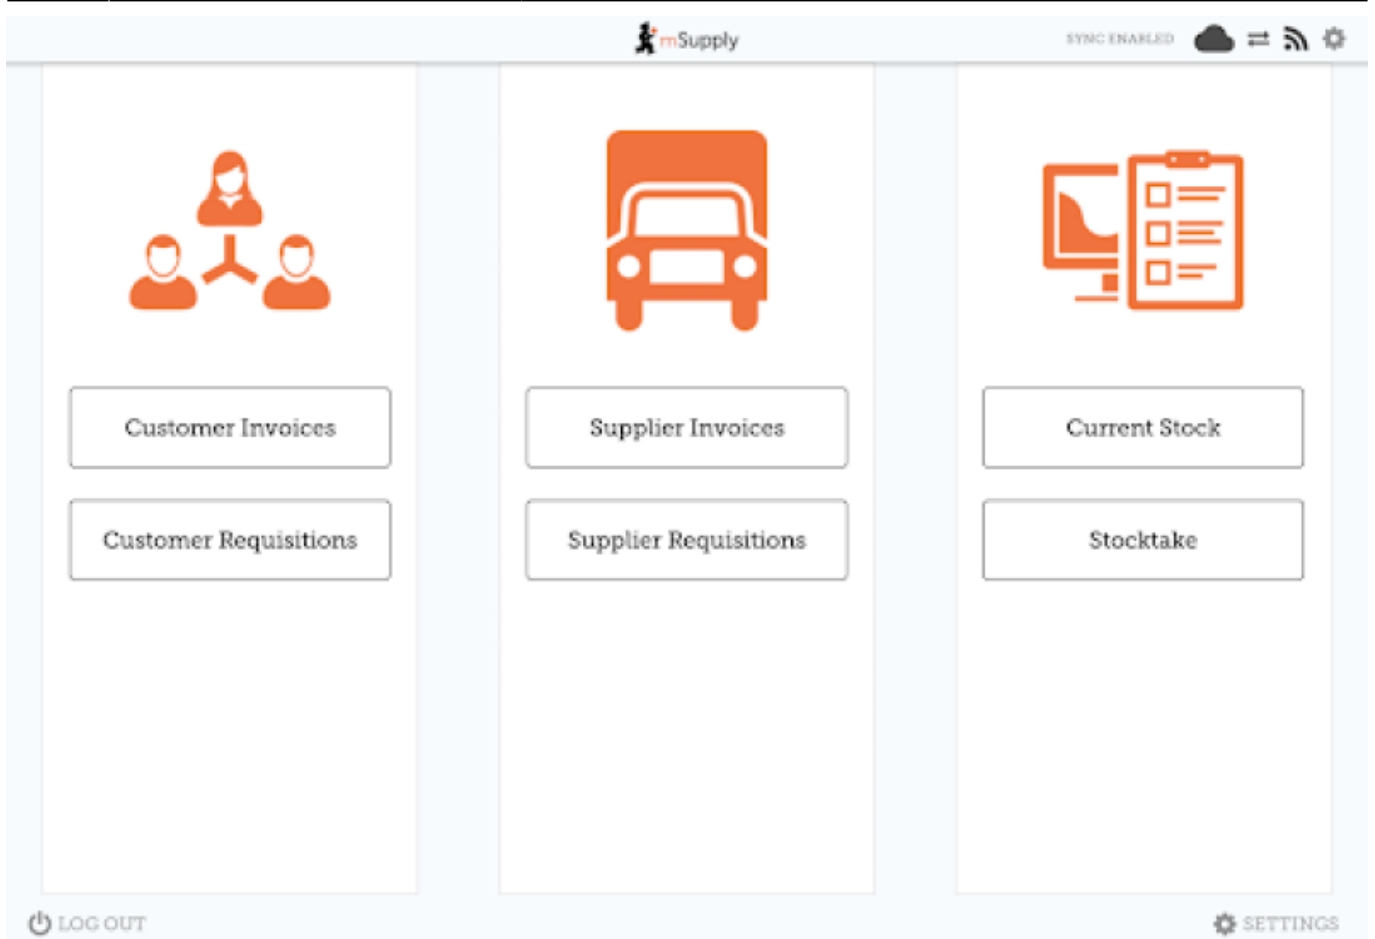 mSupply
SYNC ENABLED
Customer Invoices
Customer Requisitions
Supplier Invoices
Supplier Requisitions
Current Stock
Stocktake
LOG OUT
SETTINGS